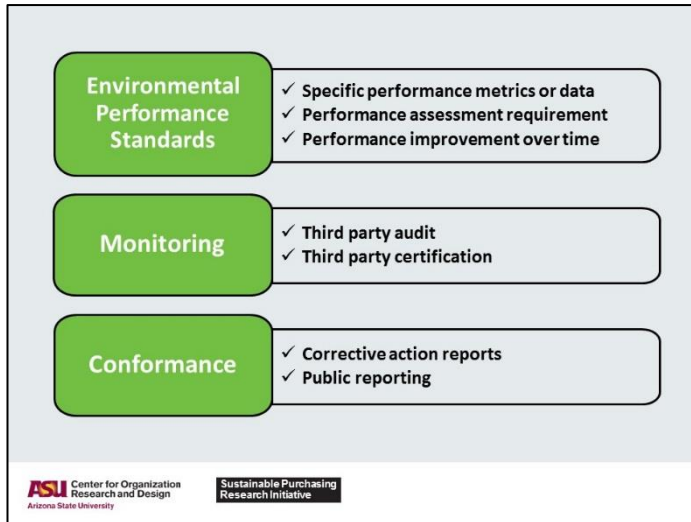 Environmental
Performance
Standards
✓ Specific performance metrics or data
✓ Performance assessment requirement
✓ Performance improvement over time
Monitoring
✓ Third party audit
✓ Third party certification
Conformance
✓ Corrective action reports
✓ Public reporting
ASU Center for Organization
Research and Design
Arizona State University
Sustainable Purchasing
Research Initiative